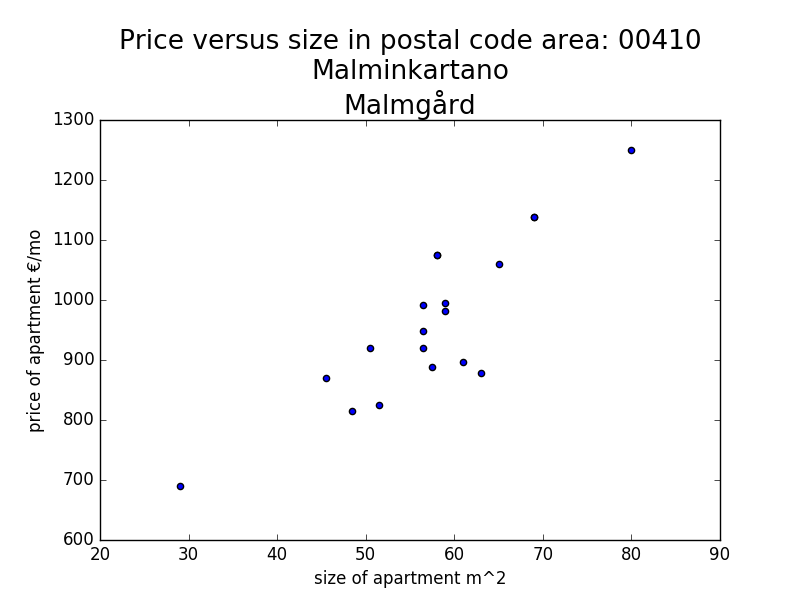 Price versus size in postal code area: 00410
Malminkartano
Malmgård
1300
1200
1100
1000
900
800
700
600
price of apartment €/mo
20 30 40 50 60 70 80 90
size of apartment m^2